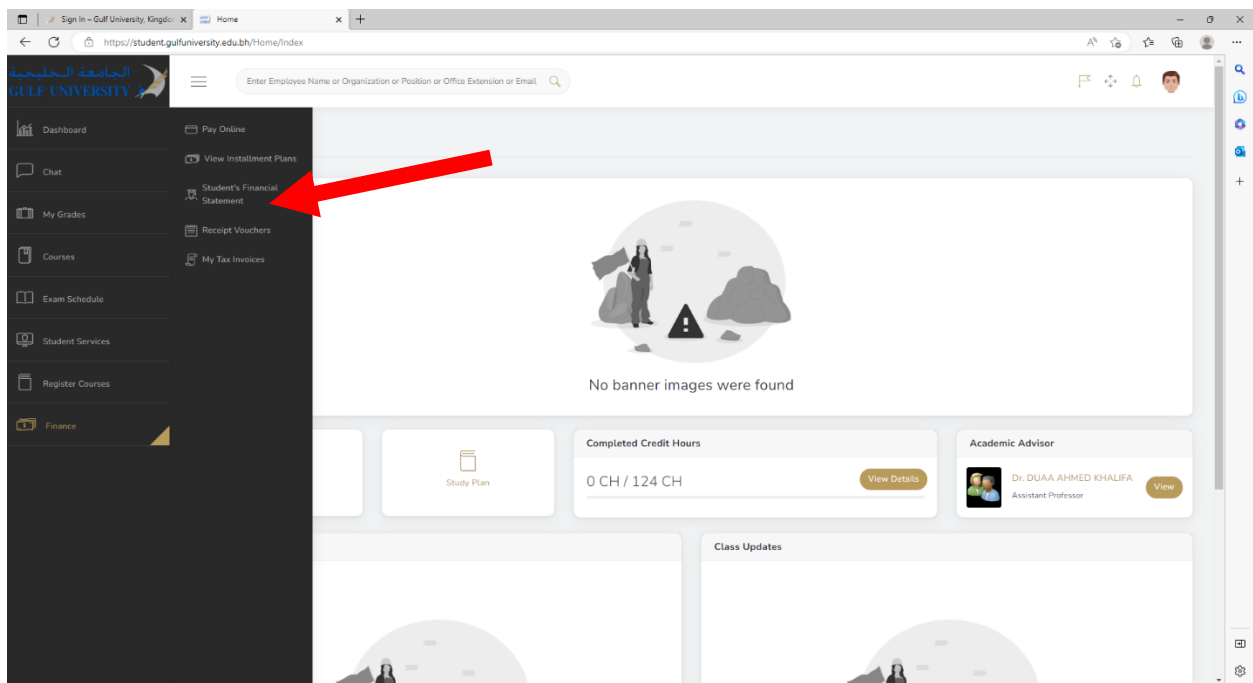 Sign In – Gulf University, Kingdo
Home
https://student.gulfuniversity.edu.bh/Home/Index
الجامعة الخليجية
GULF UNIVERSITY
Enter Employee Name or Organization or Position or Office Extension or Email
Dashboard
Chat
My Grades
Courses
Exam Schedule
Student Services
Register Courses
Finance
Pay Online
View Installment Plans
Student's Financial
Statement
Receipt Vouchers
My Tax Invoices
No banner images were found
Study Plan
Completed Credit Hours
0 CH / 124 CH
View Details
Academic Advisor
Dr. DUAA AHMED KHALIFA
Assistant Professor
View
Class Updates